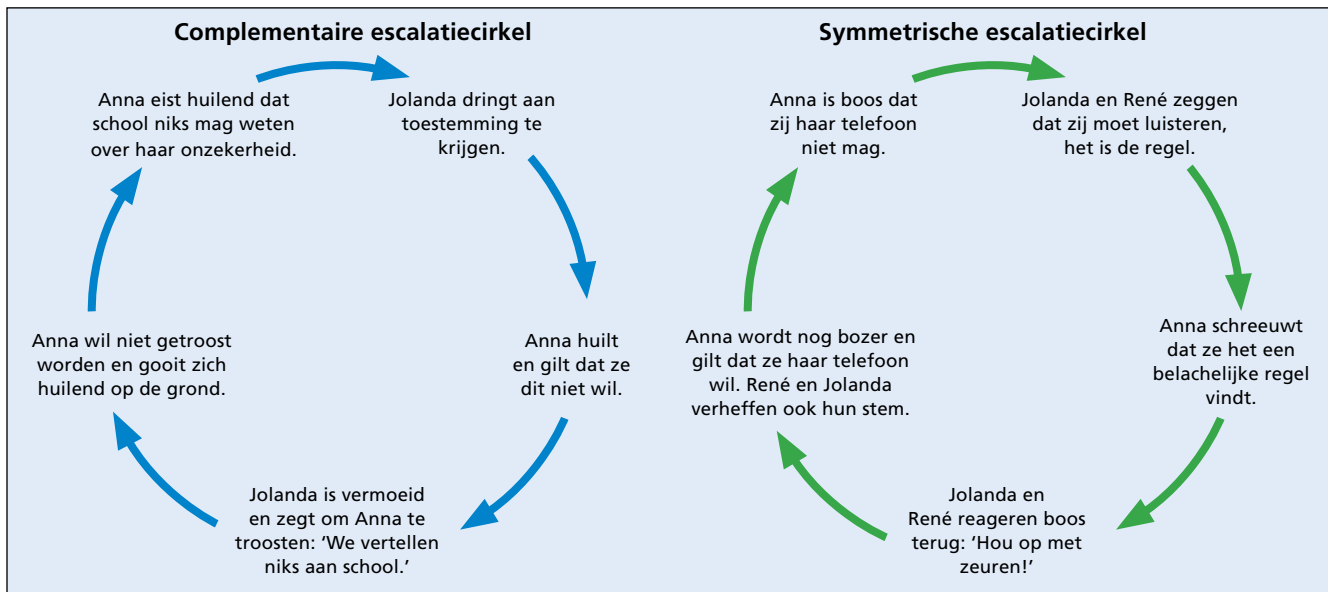 Complementaire escalatiecirkel
Anna eist huilend dat
school niks mag weten
over haar onzekerheid.
Jolanda dringt aan
toestemming te
krijgen.
Anna huilt
en gilt dat ze
dit niet wil.
Jolanda is vermoeid
en zegt om Anna te
troosten: ‘We vertellen
niks aan school.’
Anna wil niet getroost
worden en gooit zich
huilend op de grond.
Symmetrische escalatiecirkel
Anna is boos dat
zij haar telefoon
niet mag.
Jolanda en René zeggen
dat zij moet luisteren,
het is de regel.
Anna schreeuwt
dat ze het een
belachelijke regel
vindt.
Jolanda en
René reageren boos
terug: ‘Hou op met
zeuren!’
Anna wordt nog bozer en
gilt dat ze haar telefoon
wil. René en Jolanda
verheffen ook hun stem.